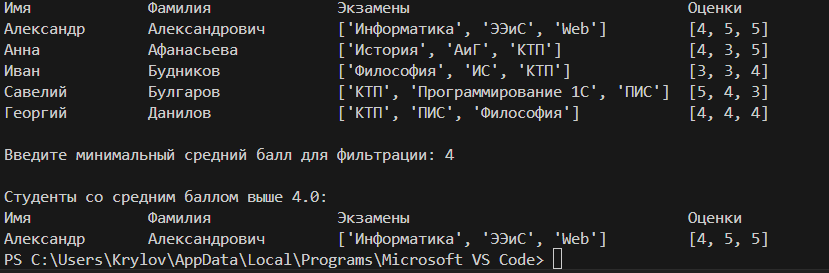 Имя Фамилия Экзамены Оценки
Александр Александрович ['Информатика', 'ЭЭиС', 'Web'] [4, 5, 5]
Анна Афанасьева ['История', 'АиГ', 'КТП'] [4, 3, 5]
Иван Будников ['Философия', 'ИС', 'КТП'] [3, 3, 4]
Савелий Булгаров ['КТП', 'Программирование 1С', 'ПИС'] [5, 4, 3]
Георгий Данилов ['КТП', 'ПИС', 'Философия'] [4, 4, 4]
Введите минимальный средний балл для фильтрации: 4
Студенты со средним баллом выше 4.0:
Имя Фамилия Экзамены Оценки
Александр Александрович ['Информатика', 'ЭЭиС', 'Web'] [4, 5, 5]
PS C:\Users\Krylov\AppData\Local\Programs\Microsoft VS Code>